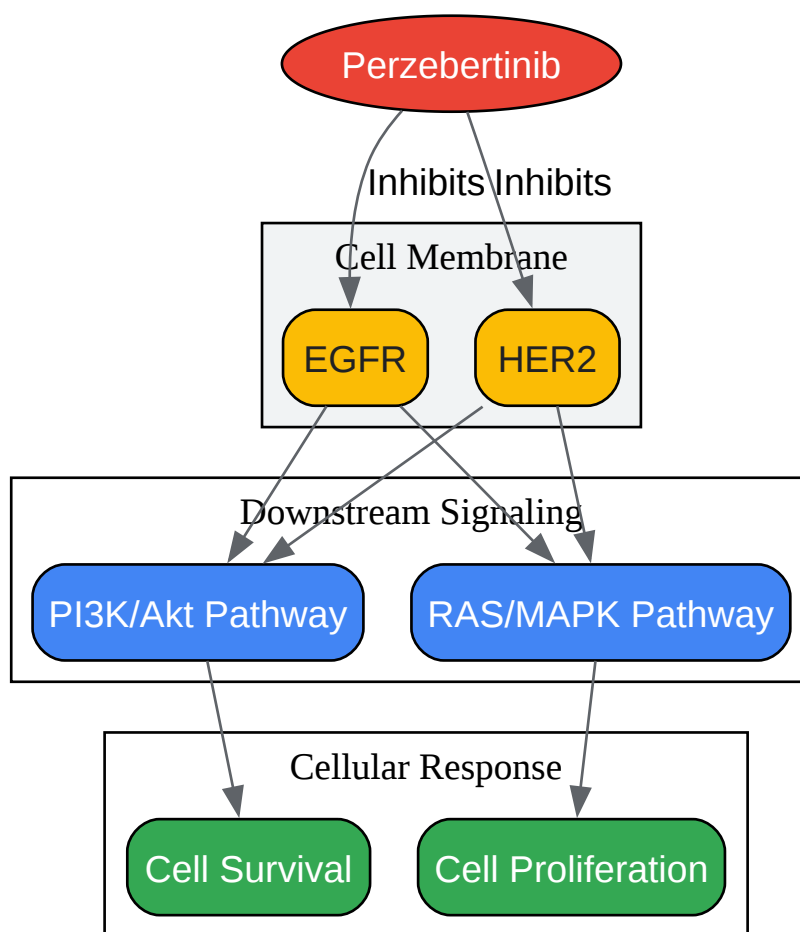 Perzebertinib
Inhibits Inhibits
Cell Membrane
EGFR HER2
Downstream Signaling
PI3K/Akt Pathway RAS/MAPK Pathway
Cellular Response
Cell Survival Cell Proliferation